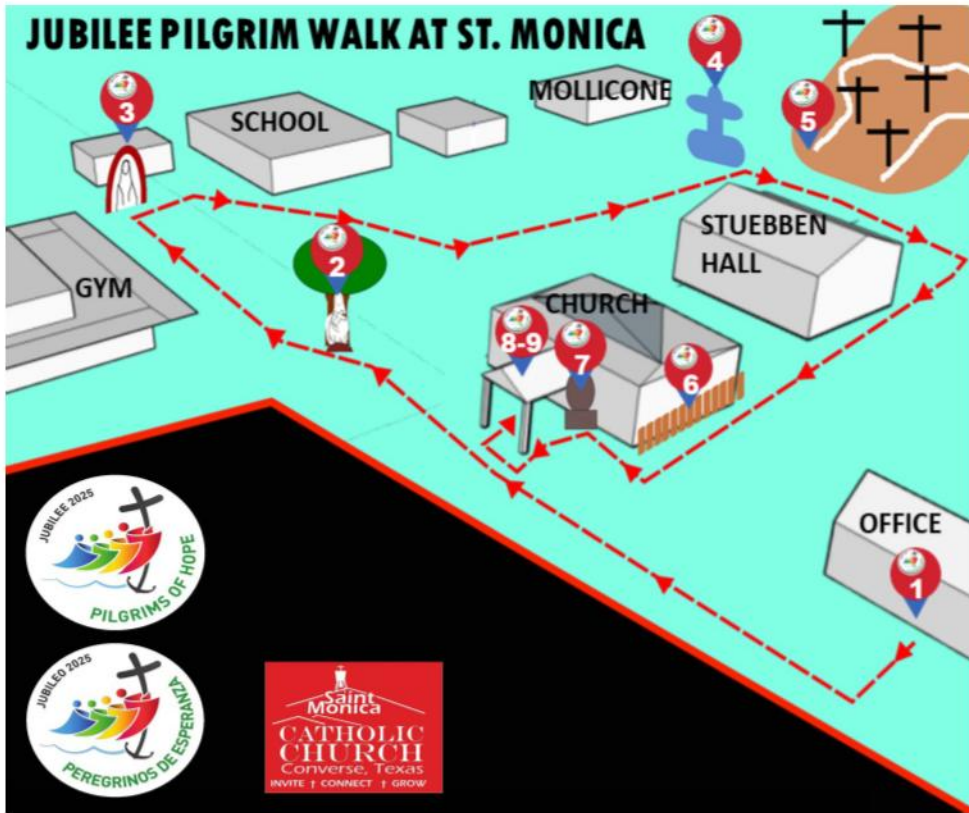 JUBILEE PILGRIM WALK AT ST. MONICA
4
MOLLICONE
3
SCHOOL
5
STUEBBEN
HALL
2
GYM
CHURCH
8-9
7
6
OFFICE
1
JUBILEE 2025
PILGRIMS OF HOPE
JUBILEO 2025
PEREGRINOS DE ESPERANZA
Saint
Monica
CATHOLIC
CHURCH
Converse, Texas
INVITE † CONNECT † GROW